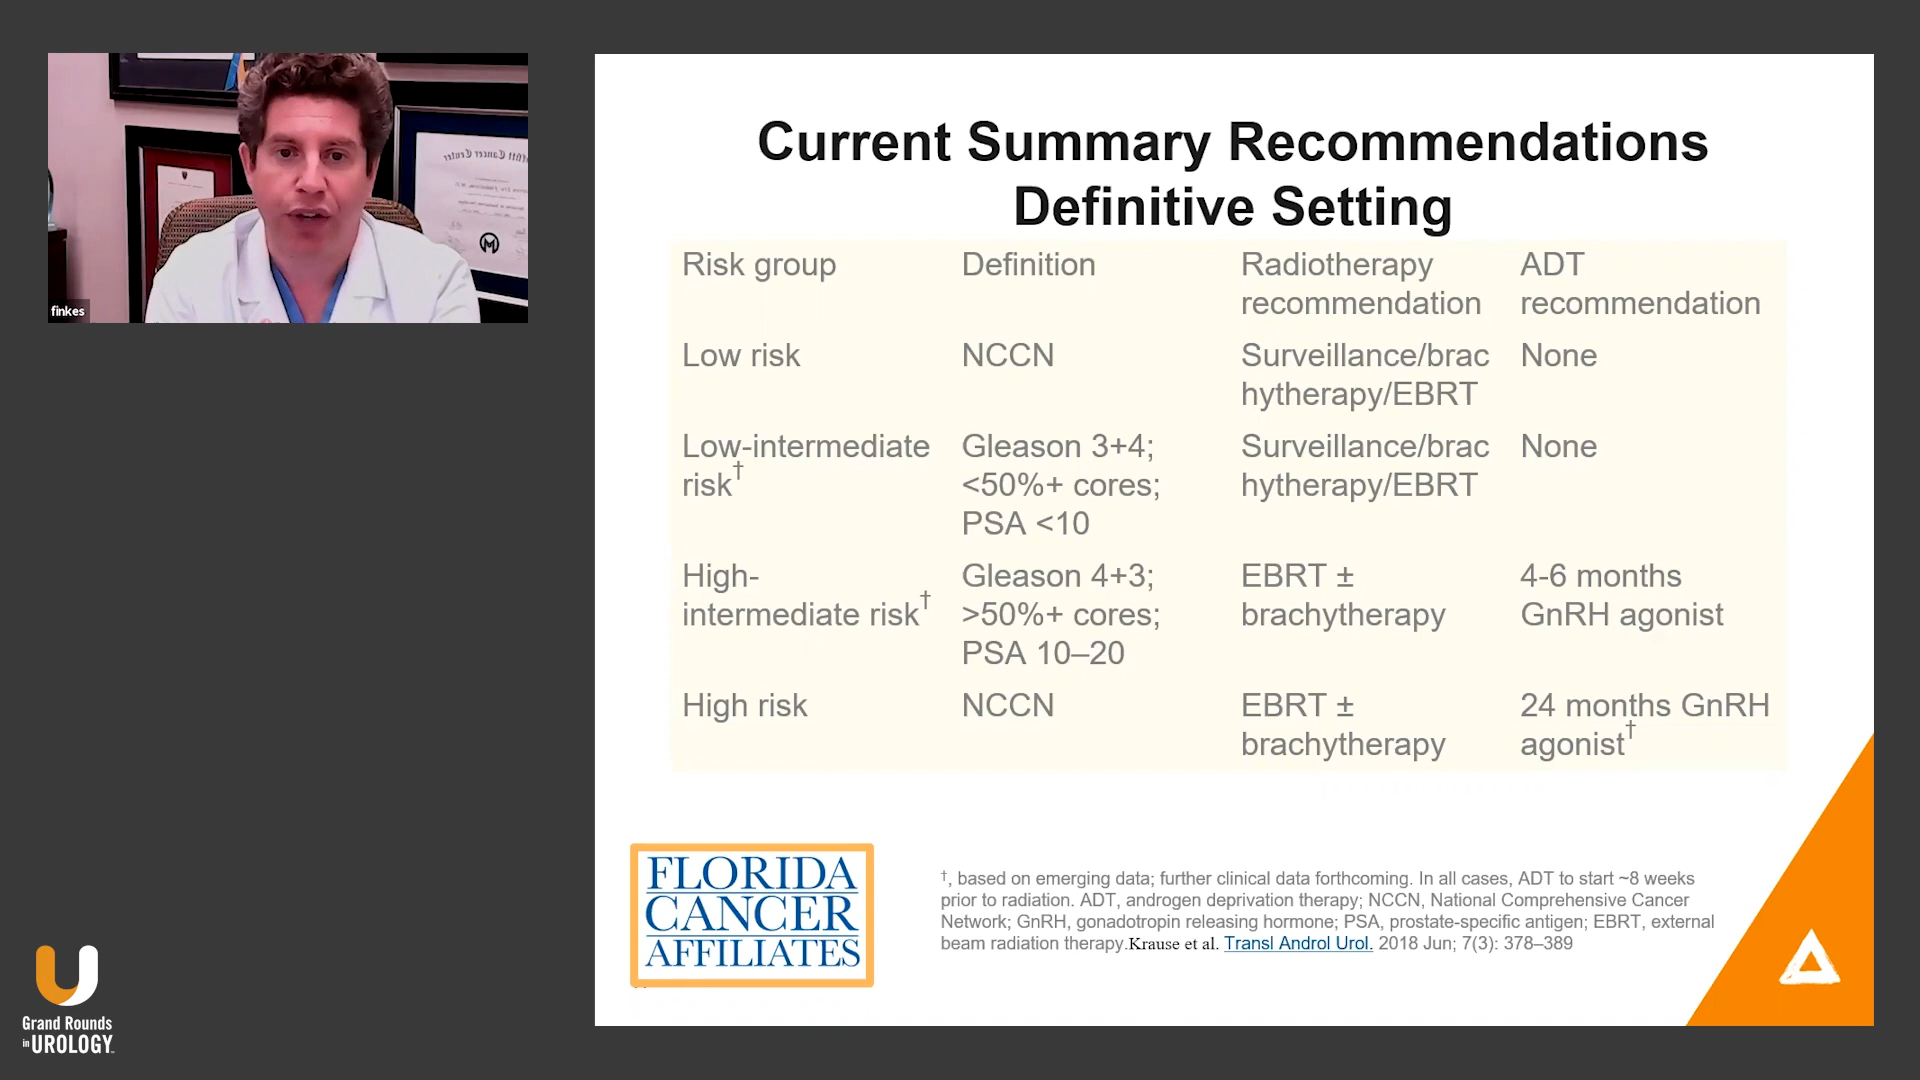 finkes
Current Summary Recommendations
Definitive Setting
Risk group Definition Radiotherapy recommendation ADT recommendation
Low risk NCCN Surveillance/brac
hytherapy/EBRT None
Low-intermediate
risk† Gleason 3+4;
<50%+ cores;
PSA <10 Surveillance/brac
hytherapy/EBRT None
High-
intermediate risk† Gleason 4+3;
>50%+ cores;
PSA 10–20 EBRT ±
brachytherapy 4-6 months
GnRH agonist
High risk NCCN EBRT ±
brachytherapy 24 months GnRH
agonist†
FLORIDA
CANCER
AFFILIATES
†, based on emerging data; further clinical data forthcoming. In all cases, ADT to start ~8 weeks
prior to radiation. ADT, androgen deprivation therapy; NCCN, National Comprehensive Cancer
Network; GnRH, gonadotropin releasing hormone; PSA, prostate-specific antigen; EBRT, external
beam radiation therapy.Krause et al. Transl Androl Urol. 2018 Jun; 7(3): 378–389
Grand Rounds
in UROLOGY